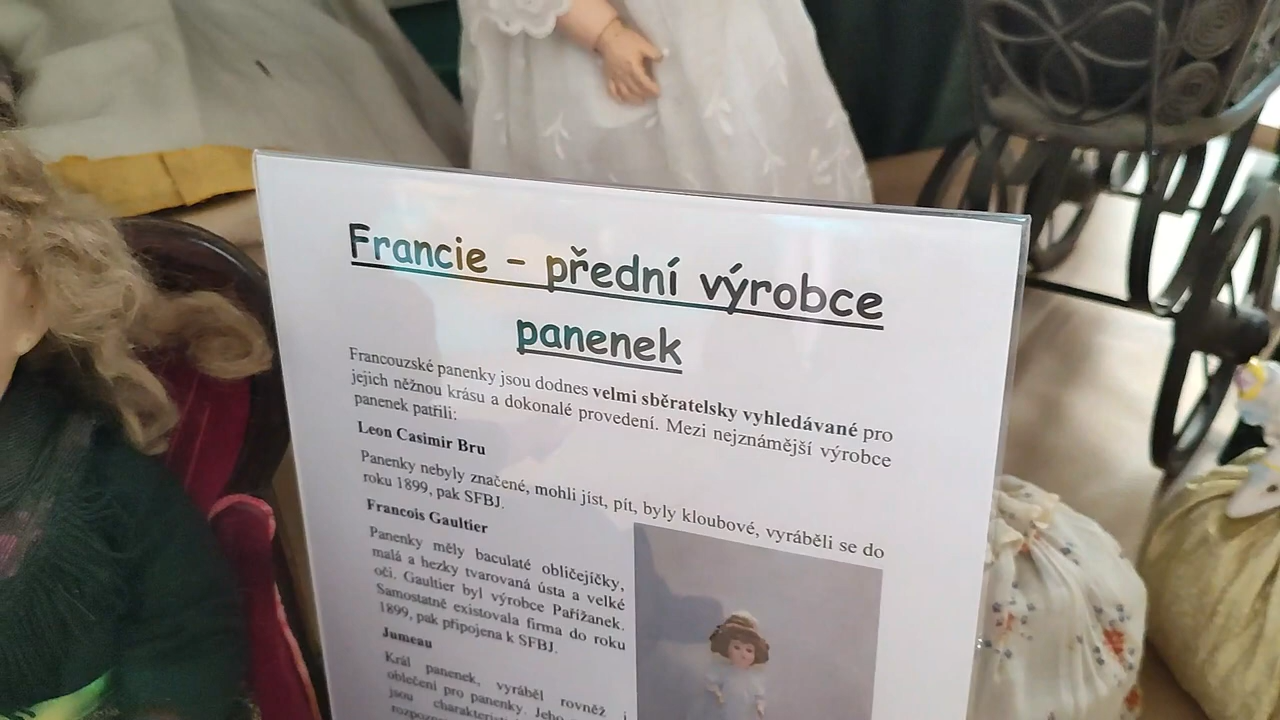 Francie - přední výrobce
panenek
Francouzské panenky jsou dodnes velmi sběratelsky vyhledávané pro
jejich něžnou krásu a dokonalé provedení. Mezi nejznámější výrobce
panenek patřili:
Leon Casimir Bru
Panenky nebyly značené, mohli jíst, pít, byly kloubové, vyráběli se do
roku 1899, pak SFBJ.
Francois Gaultier
Panenky měly baculaté obličejíčky,
malá a hezky tvarovaná ústa a velké
oči. Gaultier byl výrobce Pařížanek.
Samostatně existovala firma do roku
1899, pak připojena k SFBJ.
Jumeau
Král panenek, vyráběl rovněž i
oblečení pro panenky. Jeho
jsou